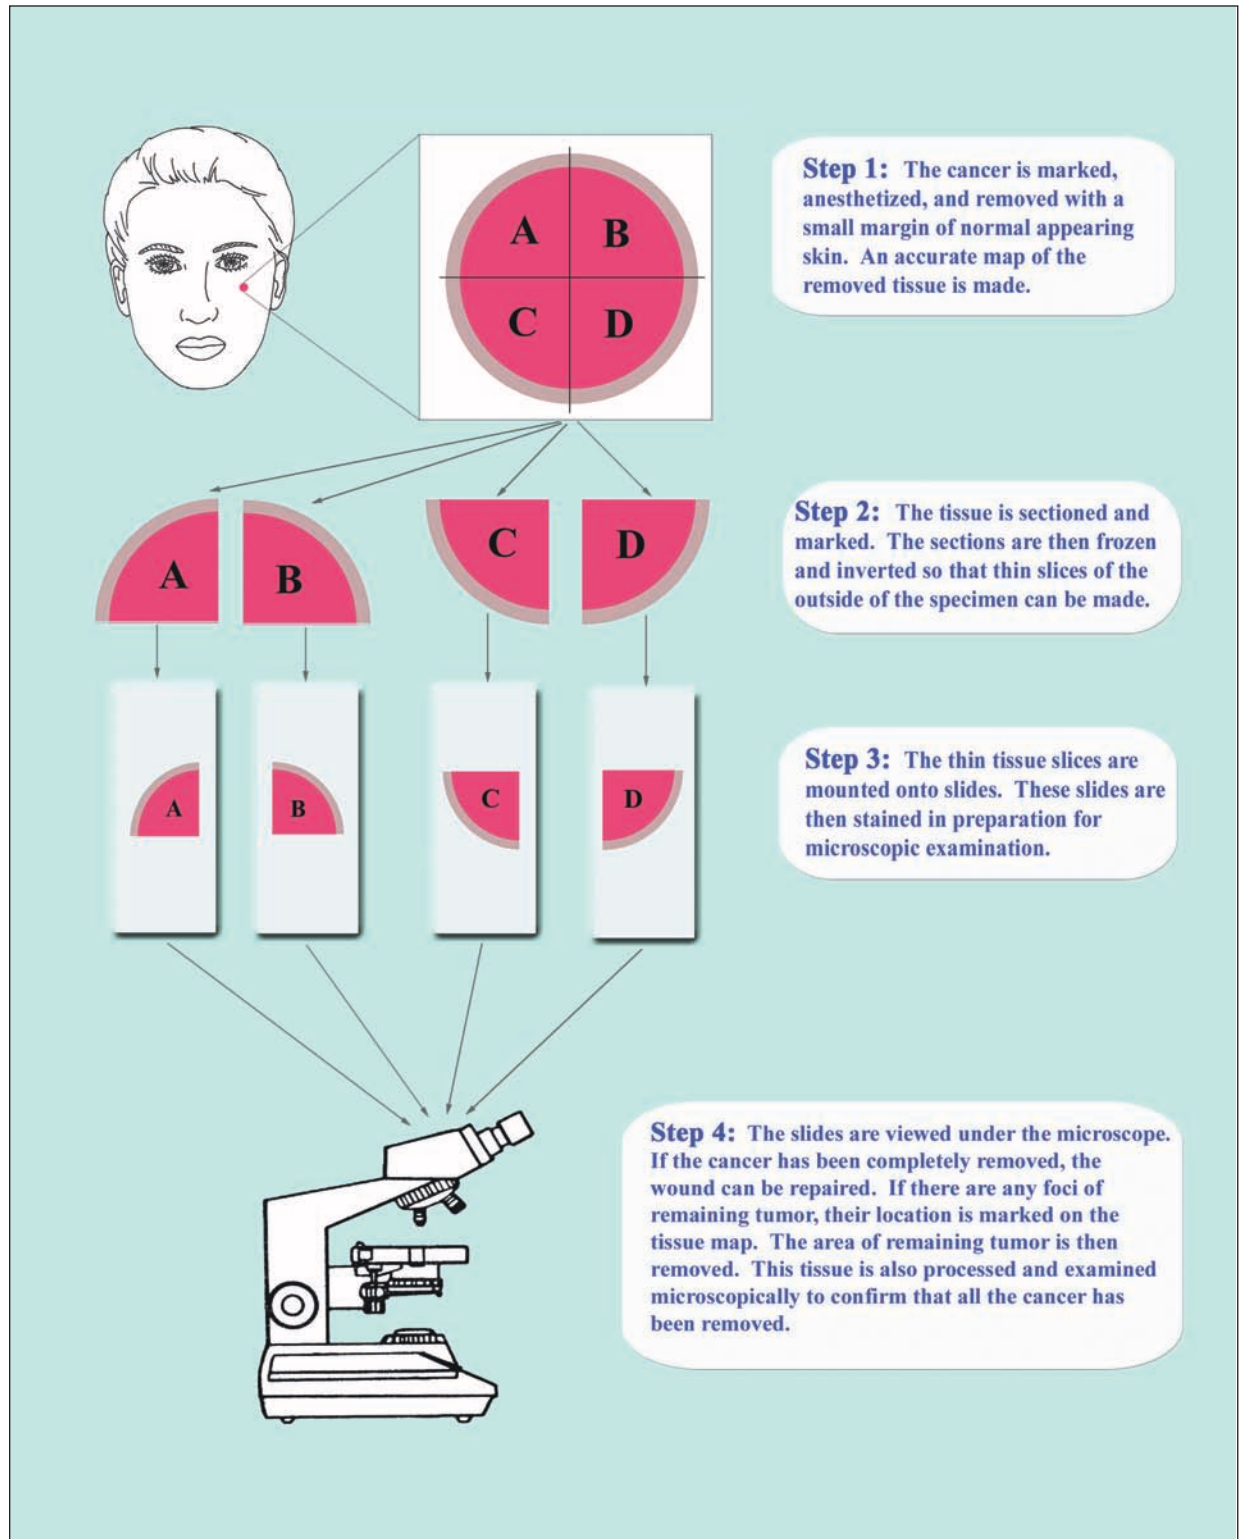 A B
C D
Step 1: The cancer is marked,
anesthetized, and removed with a
small margin of normal appearing
skin. An accurate map of the
removed tissue is made.
A B C D
Step 2: The tissue is sectioned and
marked. The sections are then frozen
and inverted so that thin slices of the
outside of the specimen can be made.
A B C D
Step 3: The thin tissue slices are
mounted onto slides. These slides are
then stained in preparation for
microscopic examination.
Step 4: The slides are viewed under the microscope.
If the cancer has been completely removed, the
wound can be repaired. If there are any foci of
remaining tumor, their location is marked on the
tissue map. The area of remaining tumor is then
removed. This tissue is also processed and examined
microscopically to confirm that all the cancer has
been removed.